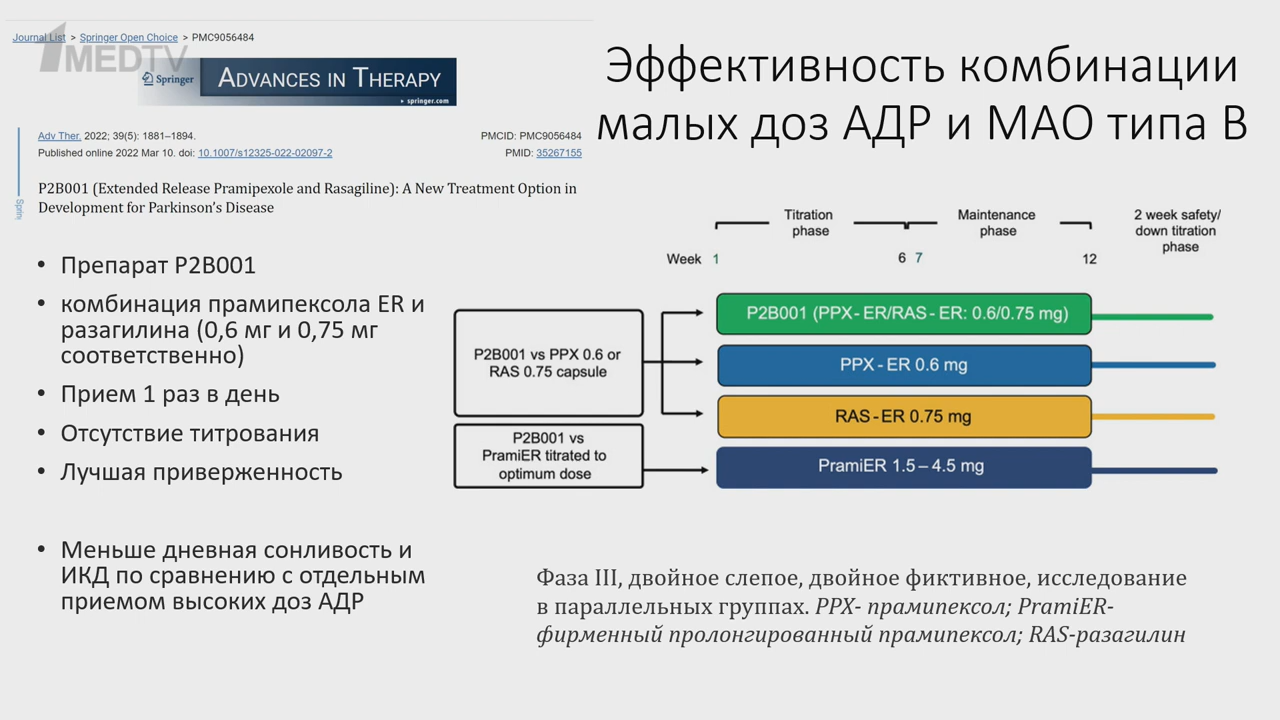 Journal List > Springer Open Choice > PMC9056484
1MEDTV
Springer
ADVANCES IN THERAPY
springer.com
Adv Ther. 2022; 39(5): 1881–1894.
PMCID: PMC9056484
Published online 2022 Mar 10. doi: 10.1007/s12325-022-02097-2
PMID: 35267155
P2B001 (Extended Release Pramipexole and Rasagiline): A New Treatment Option in
Development for Parkinson's Disease
Эффективность комбинации
малых доз АДР и МАО типа В
• Препарат P2B001
• комбинация прамипексола ER и
разагилина (0,6 мг и 0,75 мг
соответственно)
• Прием 1 раз в день
• Отсутствие титрования
• Лучшая приверженность
• Меньше дневная сонливость и
ИКД по сравнению с отдельным
приемом высоких доз АДР
Titration
phase
Maintenance
phase
2 week safety/
down titration
phase
Week 1 6 7 12
P2B001 vs PPX 0.6 or
RAS 0.75 capsule
P2B001 (PPX-ER/RAS-ER: 0.6/0.75 mg)
PPX-ER 0.6 mg
RAS-ER 0.75 mg
P2B001 vs
PramiER titrated to
optimum dose
PramiER 1.5–4.5 mg
Фаза III, двойное слепое, двойное фиктивное, исследование
в параллельных группах. PPX- прамипексол; PramiER-
фирменный пролонгированный прамипексол; RAS-разагилин